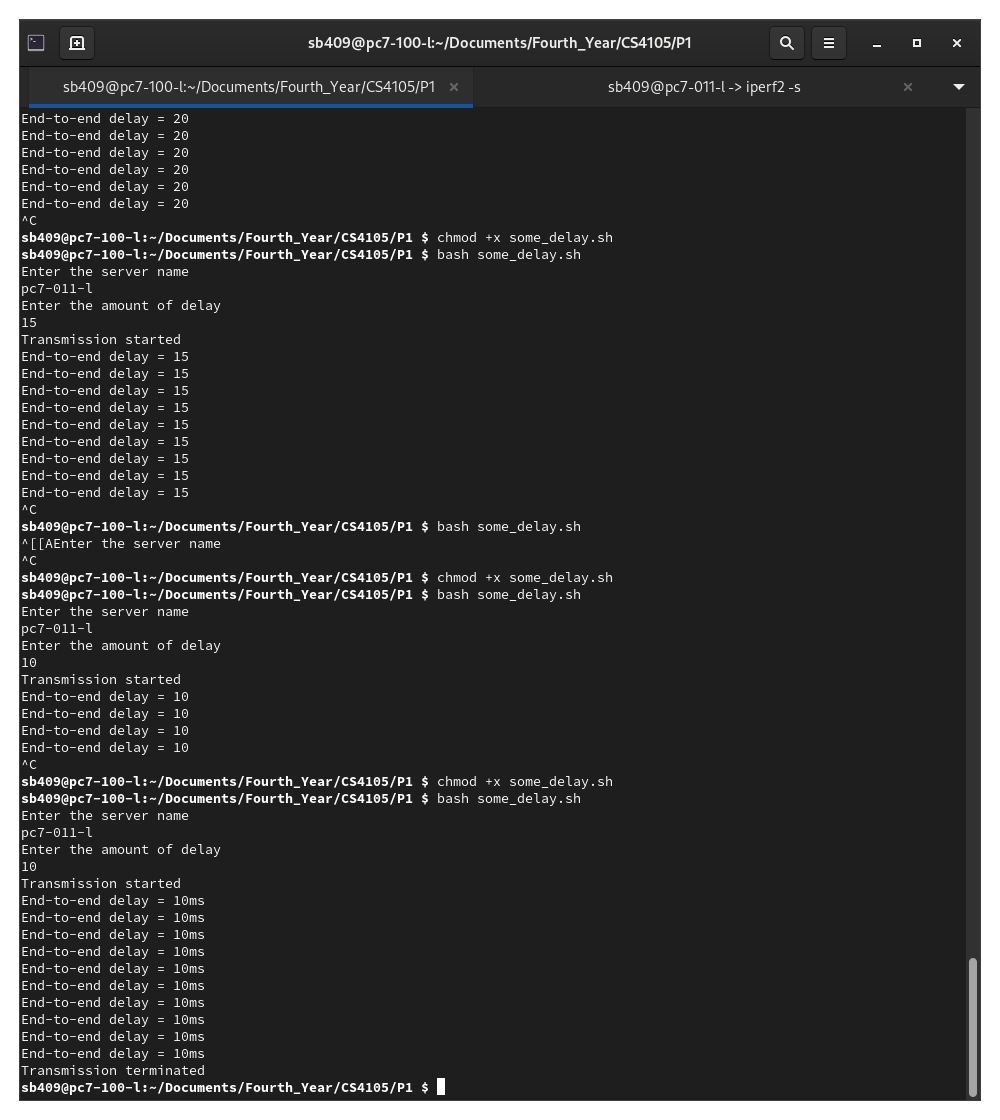 sb409@pc7-100-l:~/Documents/Fourth_Year/CS4105/P1
sb409@pc7-100-l:~/Documents/Fourth_Year/CS4105/P1
sb409@pc7-011-l -> iperf2 -s
End-to-end delay = 20
End-to-end delay = 20
End-to-end delay = 20
End-to-end delay = 20
End-to-end delay = 20
End-to-end delay = 20
^C
sb409@pc7-100-l:~/Documents/Fourth_Year/CS4105/P1 $ chmod +x some_delay.sh
sb409@pc7-100-l:~/Documents/Fourth_Year/CS4105/P1 $ bash some_delay.sh
Enter the server name
pc7-011-l
Enter the amount of delay
15
Transmission started
End-to-end delay = 15
End-to-end delay = 15
End-to-end delay = 15
End-to-end delay = 15
End-to-end delay = 15
End-to-end delay = 15
End-to-end delay = 15
End-to-end delay = 15
End-to-end delay = 15
^C
sb409@pc7-100-l:~/Documents/Fourth_Year/CS4105/P1 $ bash some_delay.sh
^[[AEnter the server name
^C
sb409@pc7-100-l:~/Documents/Fourth_Year/CS4105/P1 $ chmod +x some_delay.sh
sb409@pc7-100-l:~/Documents/Fourth_Year/CS4105/P1 $ bash some_delay.sh
Enter the server name
pc7-011-l
Enter the amount of delay
10
Transmission started
End-to-end delay = 10
End-to-end delay = 10
End-to-end delay = 10
End-to-end delay = 10
^C
sb409@pc7-100-l:~/Documents/Fourth_Year/CS4105/P1 $ chmod +x some_delay.sh
sb409@pc7-100-l:~/Documents/Fourth_Year/CS4105/P1 $ bash some_delay.sh
Enter the server name
pc7-011-l
Enter the amount of delay
10
Transmission started
End-to-end delay = 10ms
End-to-end delay = 10ms
End-to-end delay = 10ms
End-to-end delay = 10ms
End-to-end delay = 10ms
End-to-end delay = 10ms
End-to-end delay = 10ms
End-to-end delay = 10ms
End-to-end delay = 10ms
End-to-end delay = 10ms
Transmission terminated
sb409@pc7-100-l:~/Documents/Fourth_Year/CS4105/P1 $